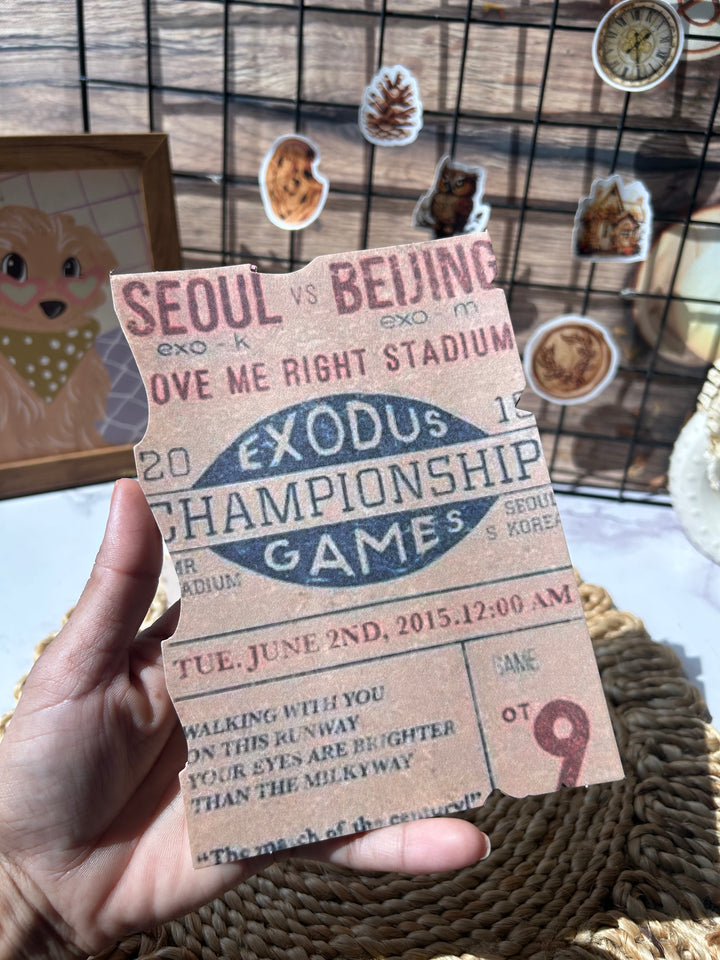 SEOUL VS BEIJING
exo - k exo - m
OVE ME RIGHT STADIUM
20 EXODUS 15
CHAMPIONSHIP
GAMES
MR
ADIUM
SEOUL
S KOREA
TUE. JUNE 2ND, 2015.12:00 AM
WALKING WITH YOU
ON THIS RUNWAY
YOUR EYES ARE BRIGHTER
THAN THE MILKYWAY
GAME
OT 9
"The match of the century!"